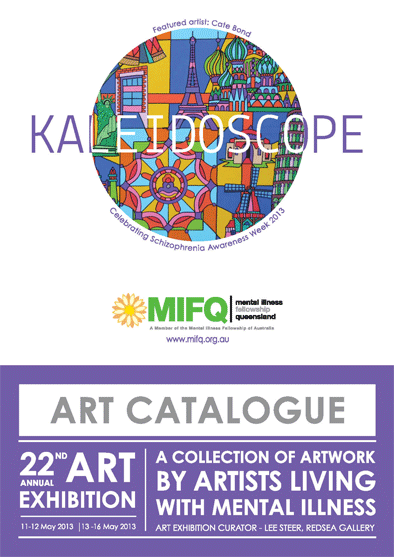 Featured artist: Cate Bond
KALEIDOSCOPE
Celebrating Schizophrenia Awareness Week 2013
MIFQ
mental illness
fellowship
queensland
A Member of the Mental Illness Fellowship of Australia
www.mifq.org.au
ART CATALOGUE
22ND ART
ANNUAL
EXHIBITION
11-12 May 2013 | 13 -16 May 2013
A COLLECTION OF ARTWORK
BY ARTISTS LIVING
WITH MENTAL ILLNESS
ART EXHIBITION CURATOR - LEE STEER, REDSEA GALLERY